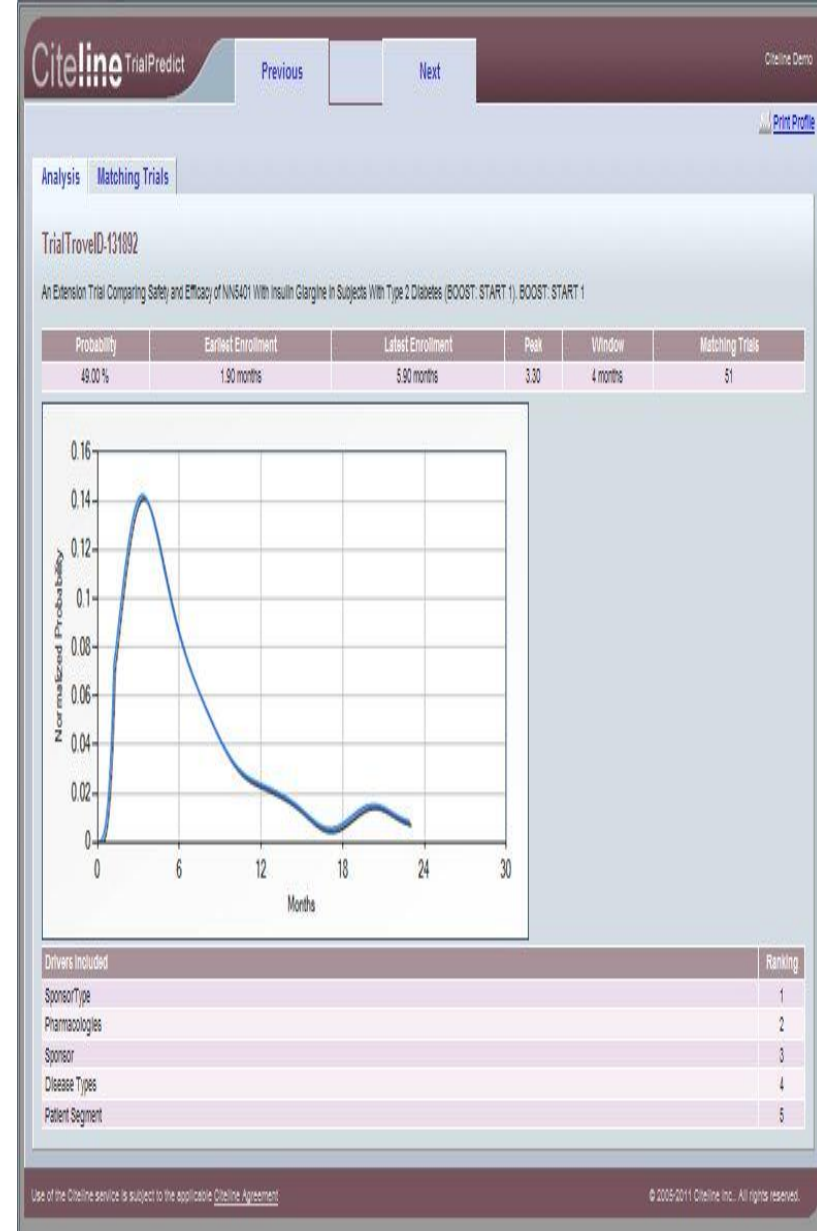 Citeline TrialPredict
Previous
Next
Citeline Demo
Print Profile
Analysis
Matching Trials
TrialTroveID-131892
An Extension Trial Comparing Safety and Efficacy of NN5401 With Insulin Glargine in Subjects With Type 2 Diabetes (BOOST: START 1). BOOST: START 1
Probability Earliest Enrollment Latest Enrollment Peak Window Matching Trials
49.00 % 1.90 months 5.90 months 3.30 4 months 51
Normalized Probability
0.16
0.14
0.12
0.1
0.08
0.06
0.04
0.02
0
0 6 12 18 24 30
Months
Drivers Included Ranking
SponsorType 1
Pharmacologies 2
Sponsor 3
Disease Types 4
Patient Segment 5
Use of the Citeline service is subject to the applicable Citeline Agreement
© 2005-2011 Citeline Inc.. All rights reserved.